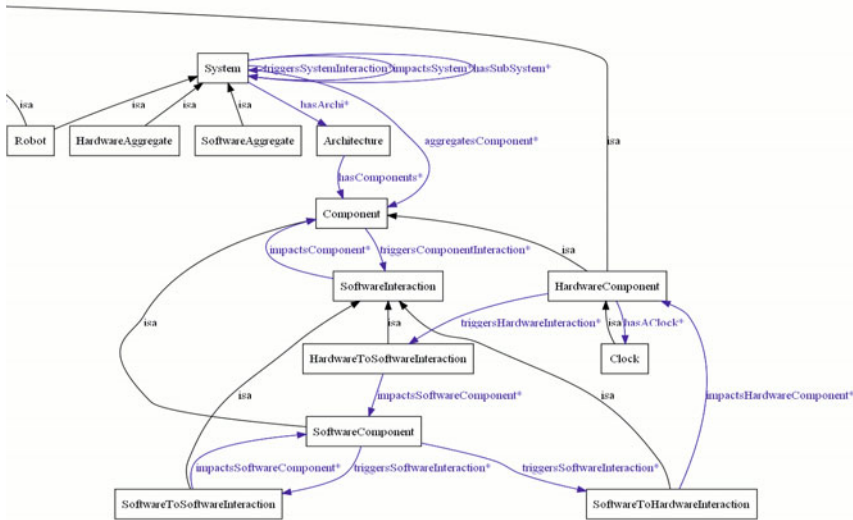 System
triggersSystemInteraction*
impactsSystem*
hasSubSystem*
isa
isa
isa
hasArchi*
Robot
HardwareAggregate
SoftwareAggregate
Architecture
aggregatesComponent*
isa
hasComponents*
Component
impactsComponent*
triggersComponentInteraction*
isa
SoftwareInteraction
HardwareComponent
isa
triggersHardwareInteraction*
isa
isa
hasAClock*
HardwareToSoftwareInteraction
Clock
isa
impactsSoftwareComponent*
isa
impactsHardwareComponent*
SoftwareComponent
impactsSoftwareComponent*
triggersSoftwareInteraction*
triggersSoftwareInteraction*
SoftwareToSoftwareInteraction
SoftwareToHardwareInteraction